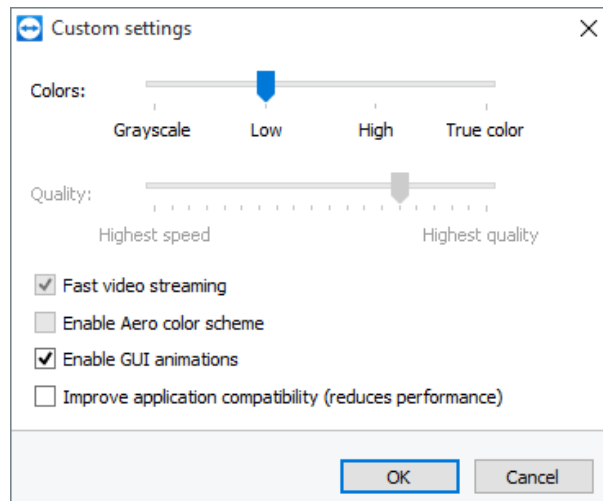 Custom settings
Colors:
Grayscale Low High True color
Quality:
Highest speed Highest quality
Fast video streaming
Enable Aero color scheme
Enable GUI animations
Improve application compatibility (reduces performance)
OK Cancel